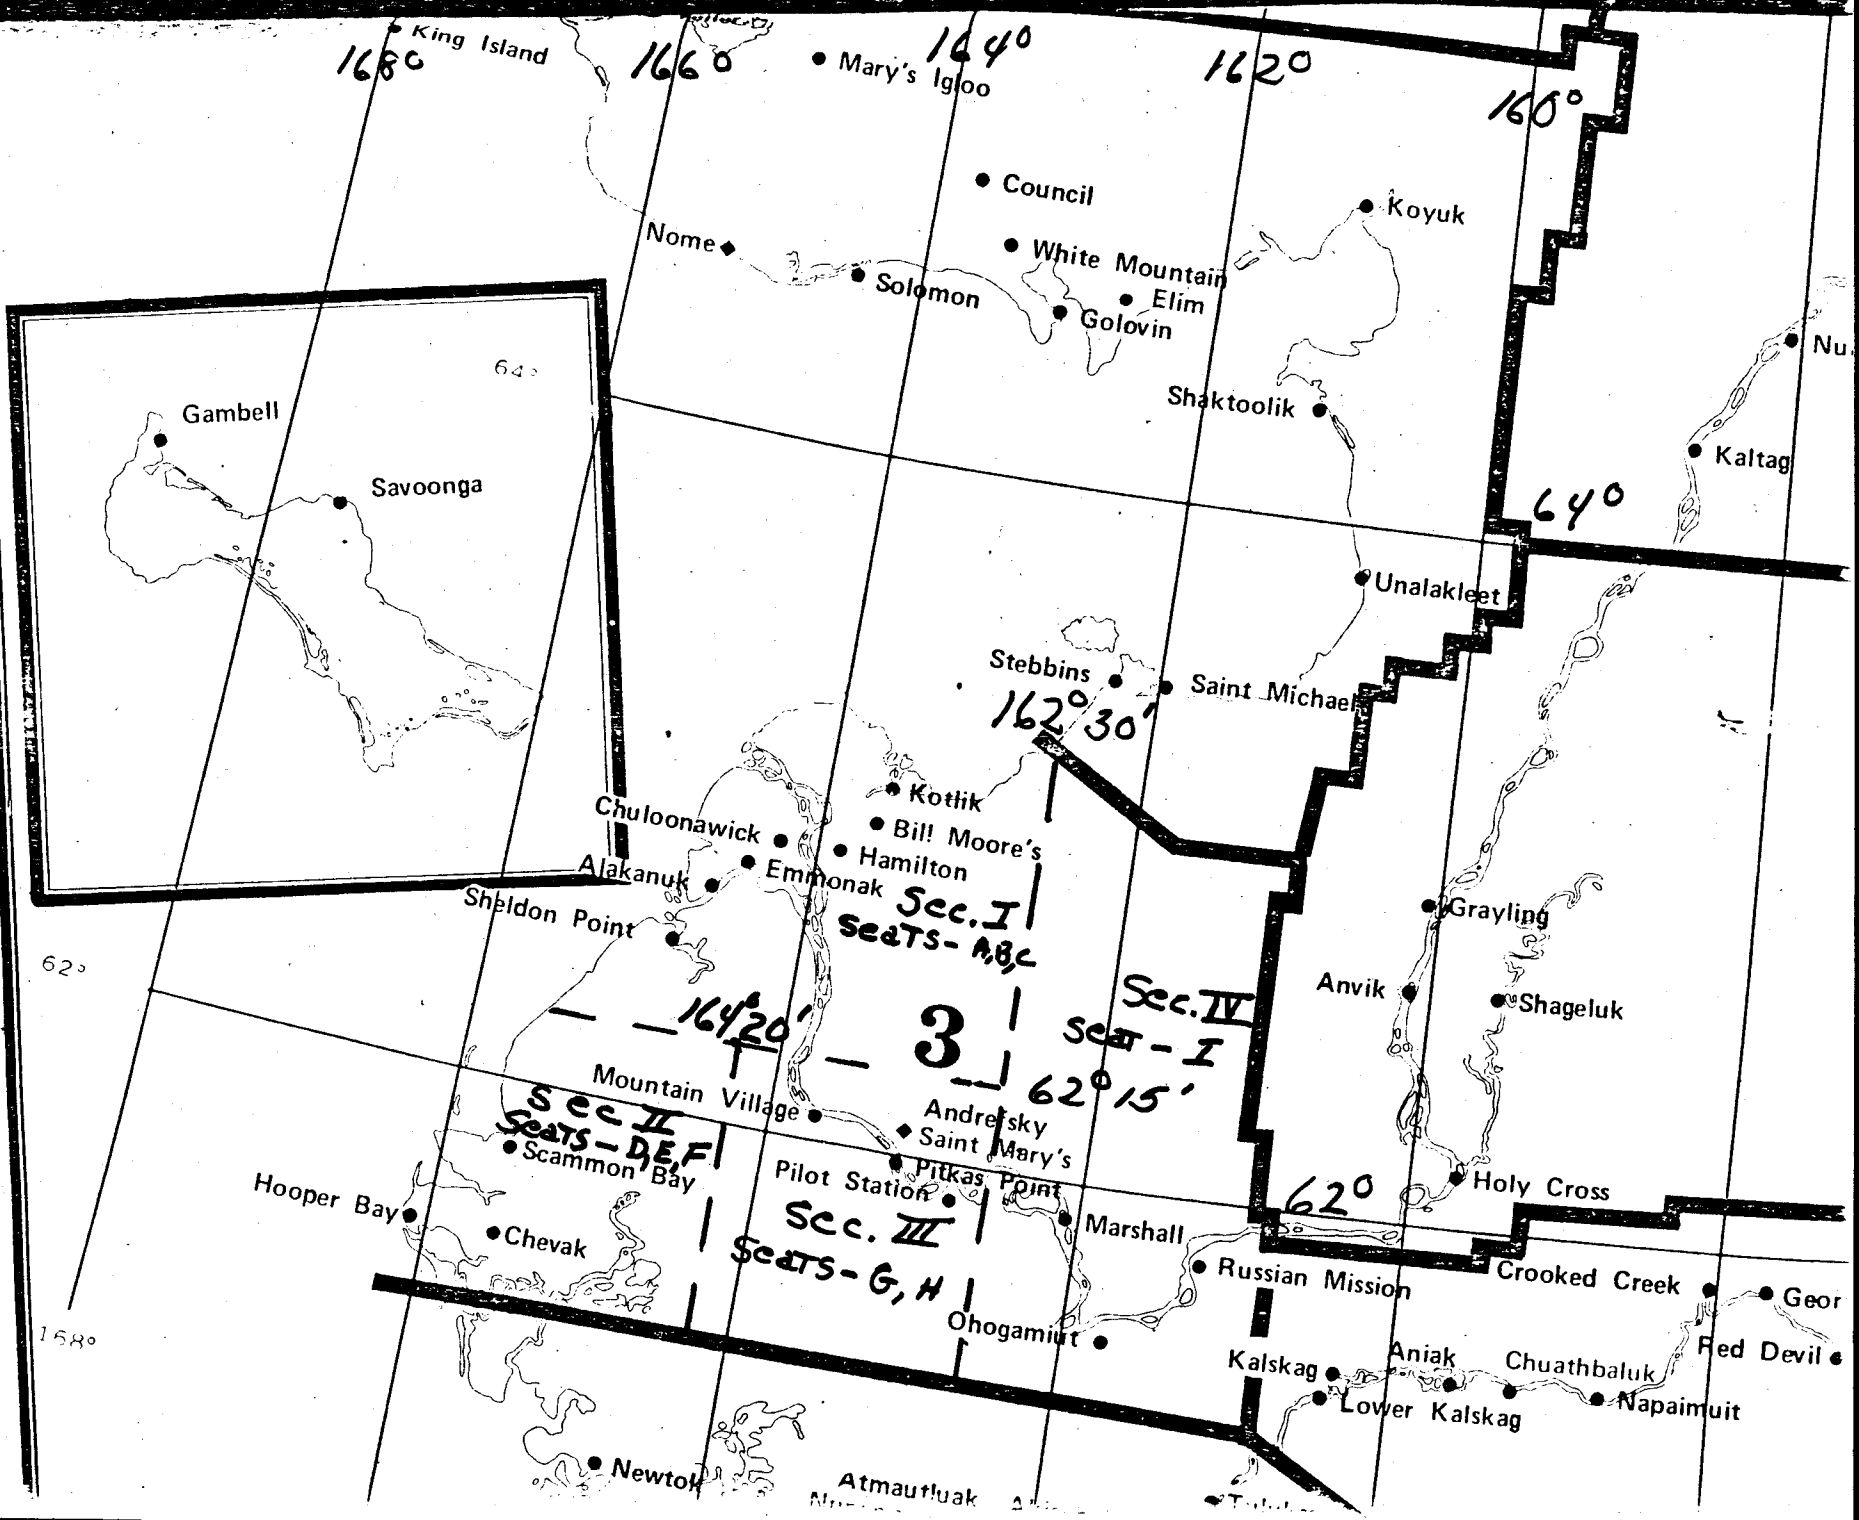 King Island
168°
166°
Mary's Igloo
164°
162°
160°
Council
Koyuk
Nome
White Mountain
Solomon
Elim
Golovin
64°
Gambell
Shaktoolik
Savoonga
Kaltag
64°
Unalakleet
Stebbins
Saint Michael
162° 30'
Kotlik
Chuloonawick
Bill Moore's
Hamilton
Alakanuk
Emmonak
Sheldon Point
Sec. I
Seats- A,B,C
Grayling
62°
Anvik
Sec. IV
Seat - I
Shageluk
164° 20'
3
62° 15'
Mountain Village
Sec II
Seats - D,E,F
Andrefsky
Saint Mary's
Scammon Bay
Pitkas Point
Pilot Station
Hooper Bay
Holy Cross
62°
Sec. III
Seats - G, H
Marshall
Chevak
Russian Mission
Crooked Creek
Geor
168°
Ohogamiut
Red Devil
Kalskag
Aniak
Chuathbaluk
Lower Kalskag
Napaimuit
Newtok
Atmautluak